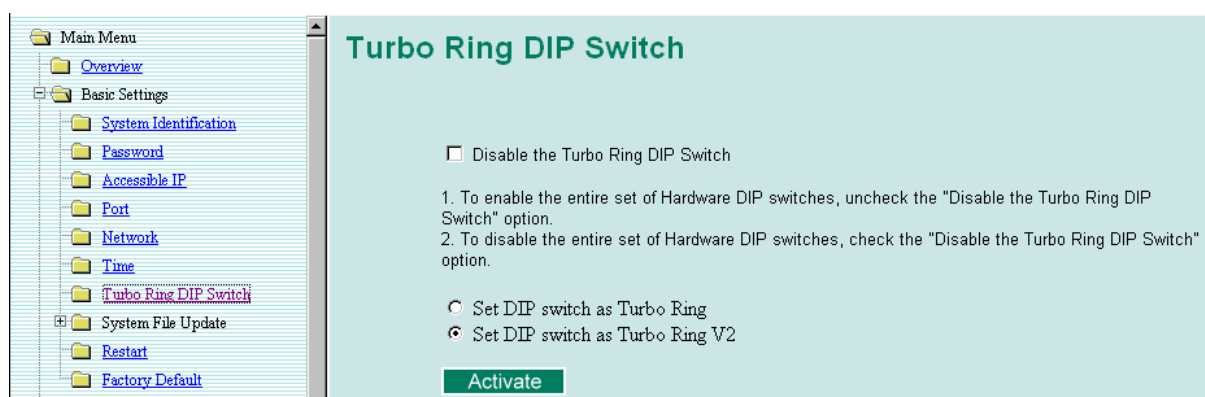 Main Menu
Overview
Basic Settings
System Identification
Password
Accessible IP
Port
Network
Time
Turbo Ring DIP Switch
System File Update
Restart
Factory Default
Turbo Ring DIP Switch
Disable the Turbo Ring DIP Switch
1. To enable the entire set of Hardware DIP switches, uncheck the "Disable the Turbo Ring DIP
Switch" option.
2. To disable the entire set of Hardware DIP switches, check the "Disable the Turbo Ring DIP Switch"
option.
Set DIP switch as Turbo Ring
Set DIP switch as Turbo Ring V2
Activate